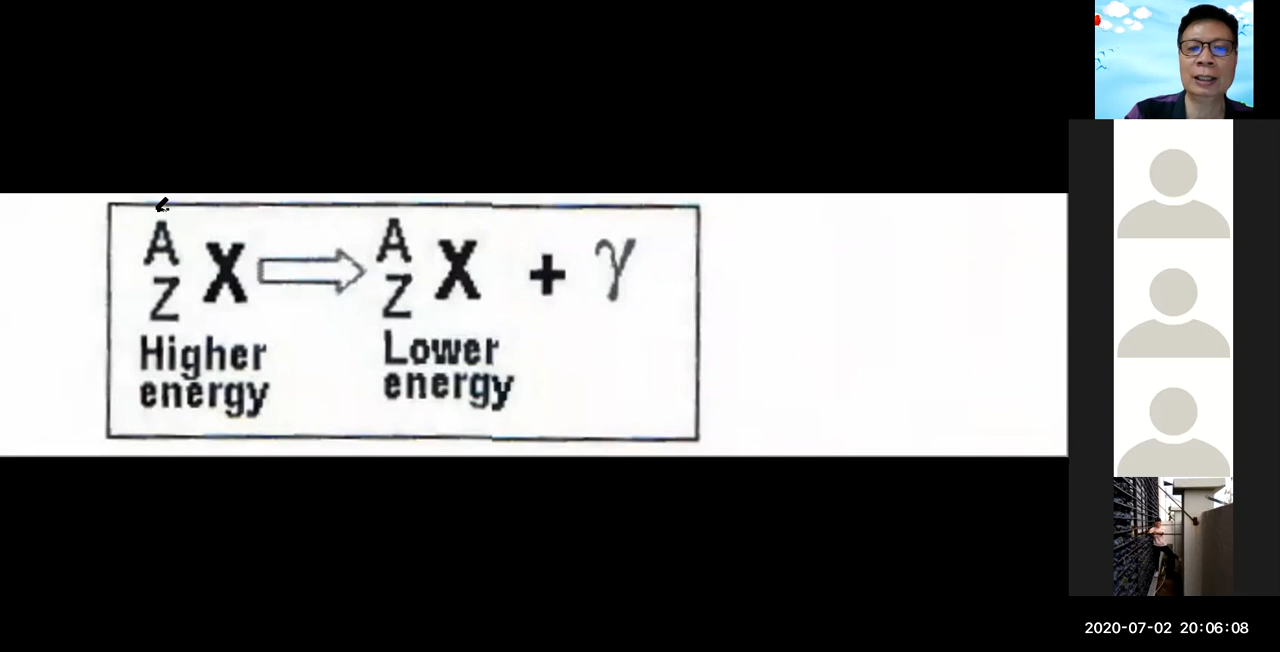 A A
Z X ⇒ Z X + γ
Higher Lower
energy energy
2020-07-02 20:06:08